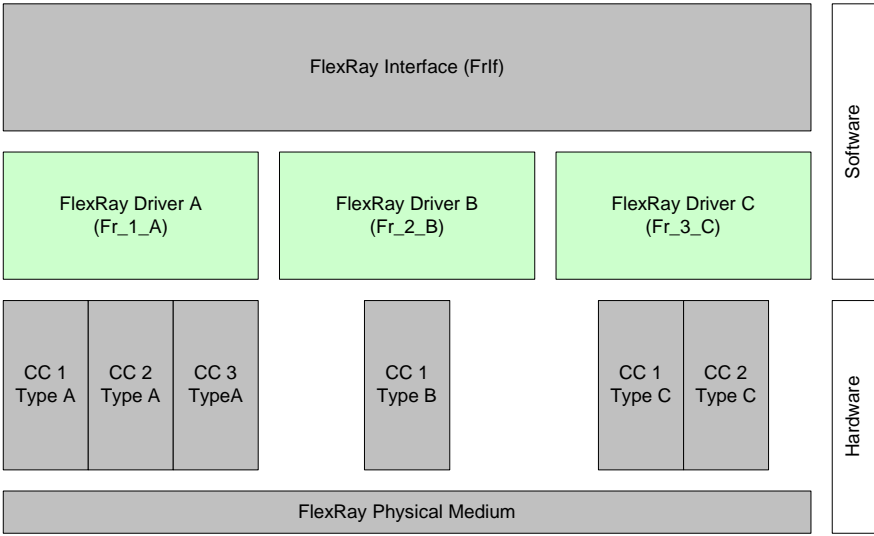 FlexRay Interface (FrIf)
Software
FlexRay Driver A
(Fr_1_A)
FlexRay Driver B
(Fr_2_B)
FlexRay Driver C
(Fr_3_C)
CC 1
Type A
CC 2
Type A
CC 3
TypeA
CC 1
Type B
CC 1
Type C
CC 2
Type C
Hardware
FlexRay Physical Medium